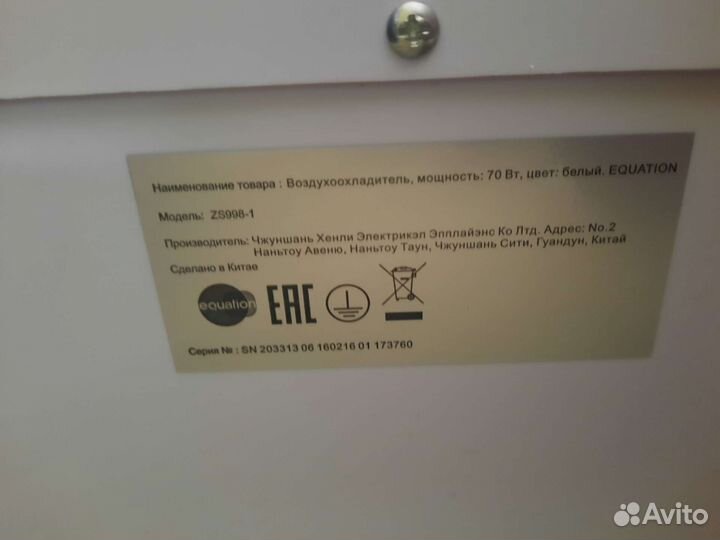 Наименование товара : Воздухоохладитель, мощность: 70 Вт, цвет: белый. EQUATION
Модель: ZS998-1
Производитель: Чжуншань Хенли Электрикэл Эпплайэнс Ко Лтд. Адрес: No.2
Наньтоу Авеню, Наньтоу Таун, Чжуншань Сити, Гуандун, Китай
Сделано в Китае
equation
EAC
Серия № : SN 203313 06 160216 01 173760
Avito